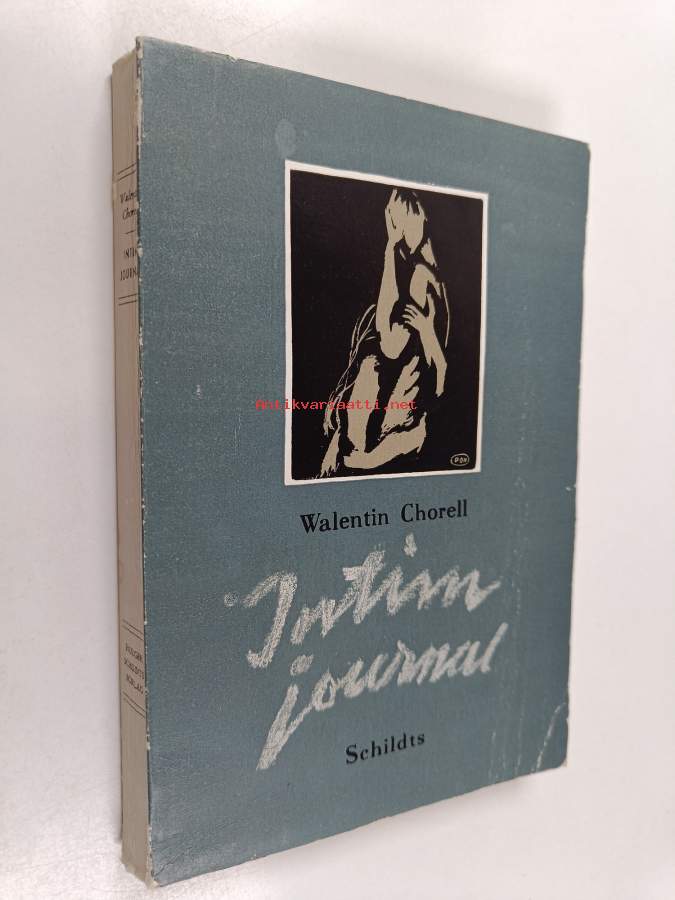 Walentin Chorell
Intim
journal
Schildts
Antikvariaatti.net